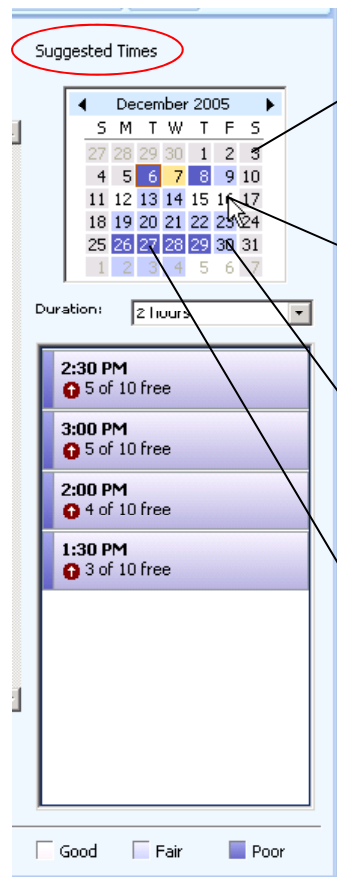 Suggested Times
December 2005
S M T W T F S
27 28 29 30 1 2 3
4 5 6 7 8 9 10
11 12 13 14 15 16 17
18 19 20 21 22 23 24
25 26 27 28 29 30 31
1 2 3 4 5 6 7
Duration: 2 hours
2:30 PM
5 of 10 free
3:00 PM
5 of 10 free
2:00 PM
4 of 10 free
1:30 PM
3 of 10 free
Good Fair Poor